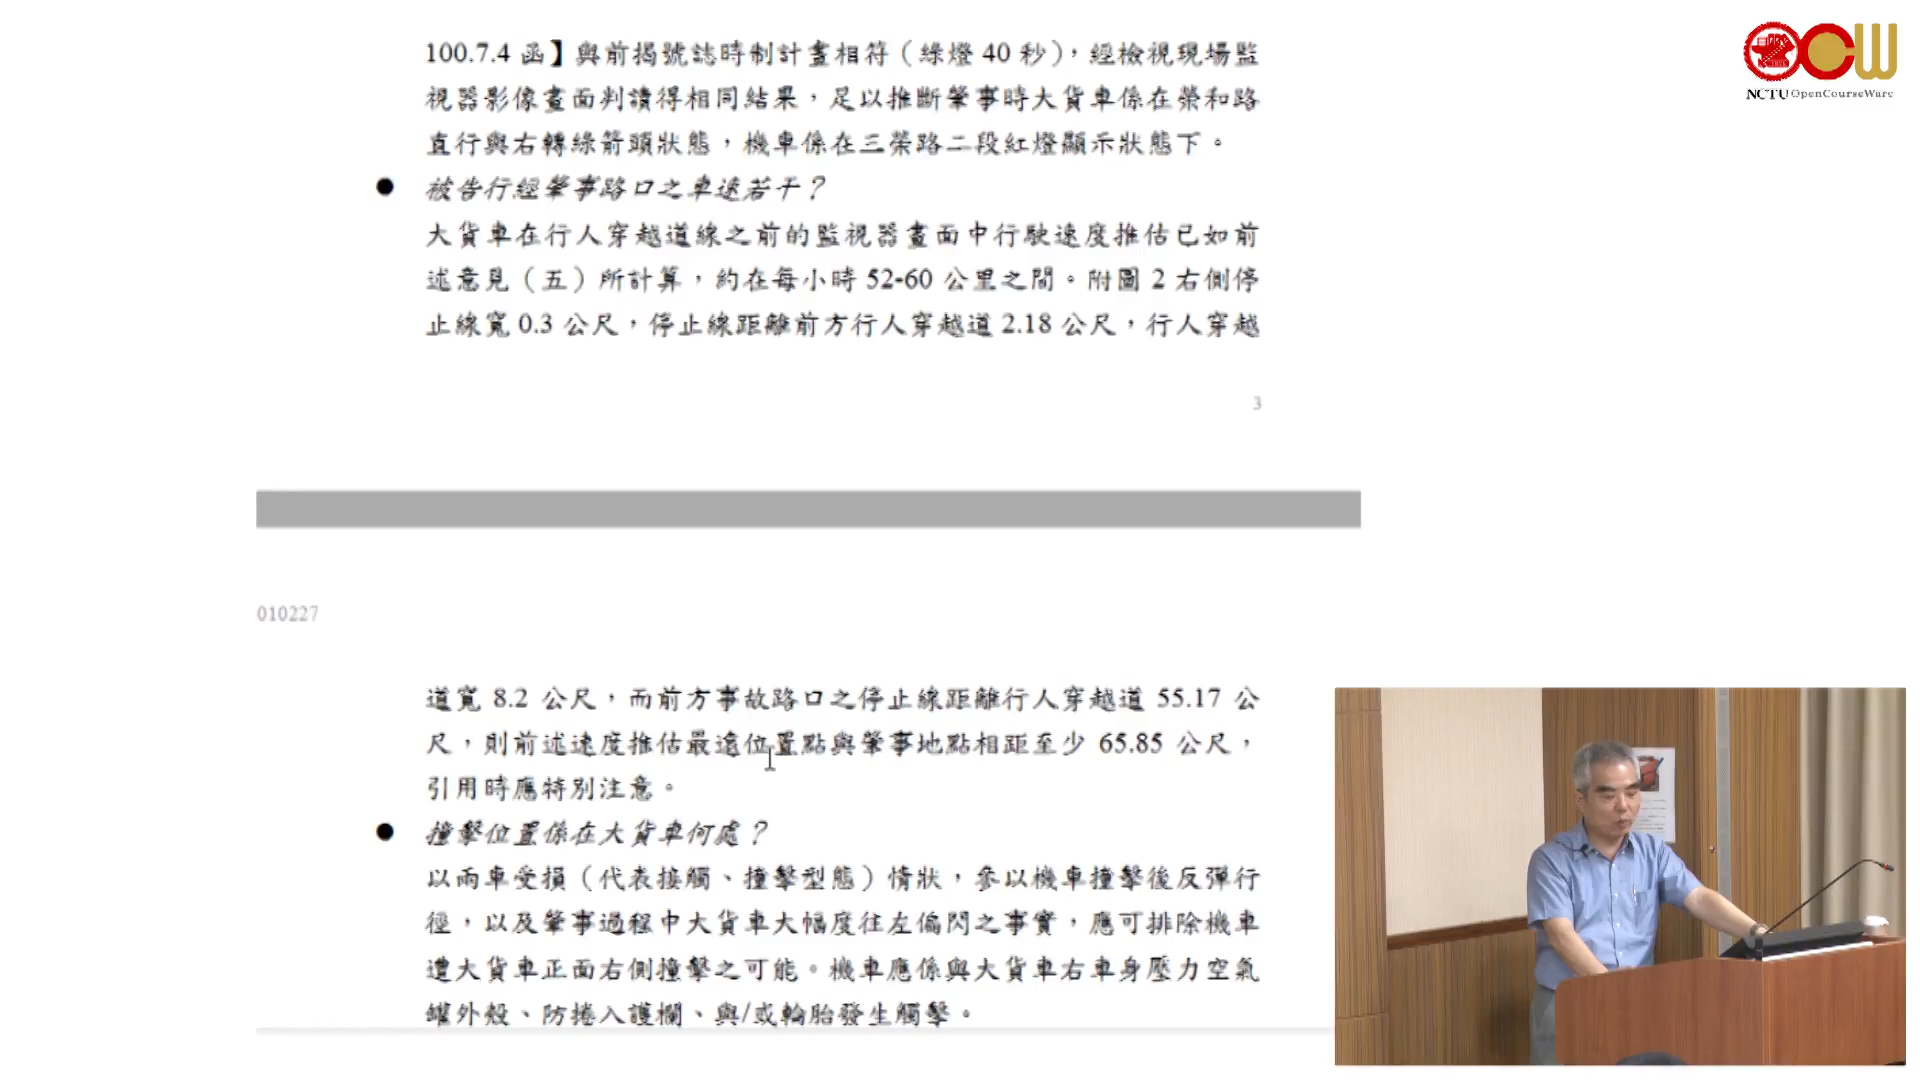 100.7.4 函】與前揭號誌時制計畫相符（綠燈 40 秒），經檢視現場監
視器影像畫面判讀得相同結果，足以推斷肇事時大貨車係在榮和路
直行與右轉綠箭頭狀態，機車係在三榮路二段紅燈顯示狀態下。
● 被告行經肇事路口之車速若干？
大貨車在行人穿越道線之前的監視器畫面中行駛速度推估已如前
述意見（五）所計算，約在每小時 52-60 公里之間。附圖 2 右側停
止線寬 0.3 公尺，停止線距離前方行人穿越道 2.18 公尺，行人穿越
3
010227
道寬 8.2 公尺，而前方事故路口之停止線距離行人穿越道 55.17 公
尺，則前述速度推估最遠位置點與肇事地點相距至少 65.85 公尺，
引用時應特別注意。
● 撞擊位置係在大貨車何處？
以兩車受損（代表接觸、撞擊型態）情狀，參以機車撞擊後反彈行
徑，以及肇事過程中大貨車大幅度往左偏閃之事實，應可排除機車
遭大貨車正面右側撞擊之可能。機車應係與大貨車右車身壓力空氣
罐外殼、防捲入護欄、與/或輪胎發生觸擊。
OCW
NCTU OpenCourseWare